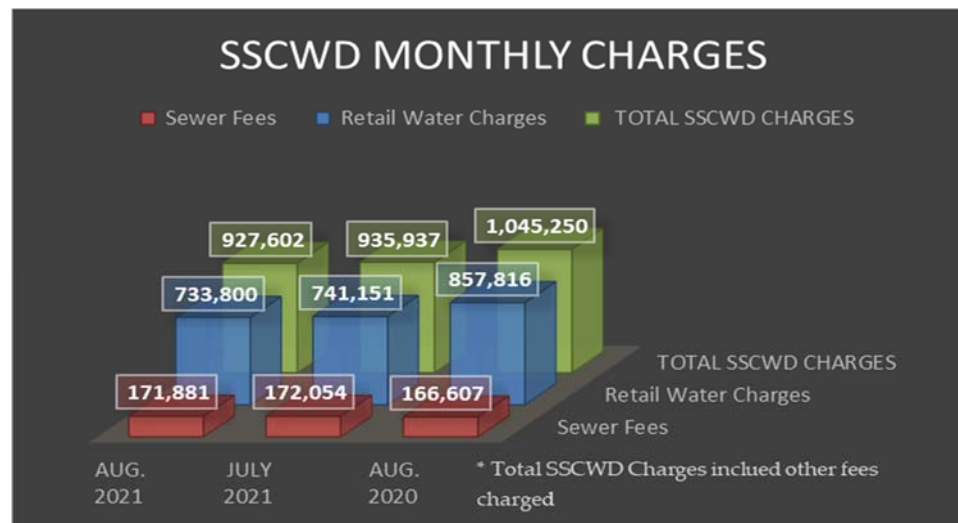 SSCWD MONTHLY CHARGES
Sewer Fees
Retail Water Charges
TOTAL SSCWD CHARGES
927,602
935,937
1,045,250
733,800
741,151
857,816
171,881
172,054
166,607
TOTAL SSCWD CHARGES
Retail Water Charges
Sewer Fees
AUG.
2021
JULY
2021
AUG.
2020
* Total SSCWD Charges inclued other fees
charged